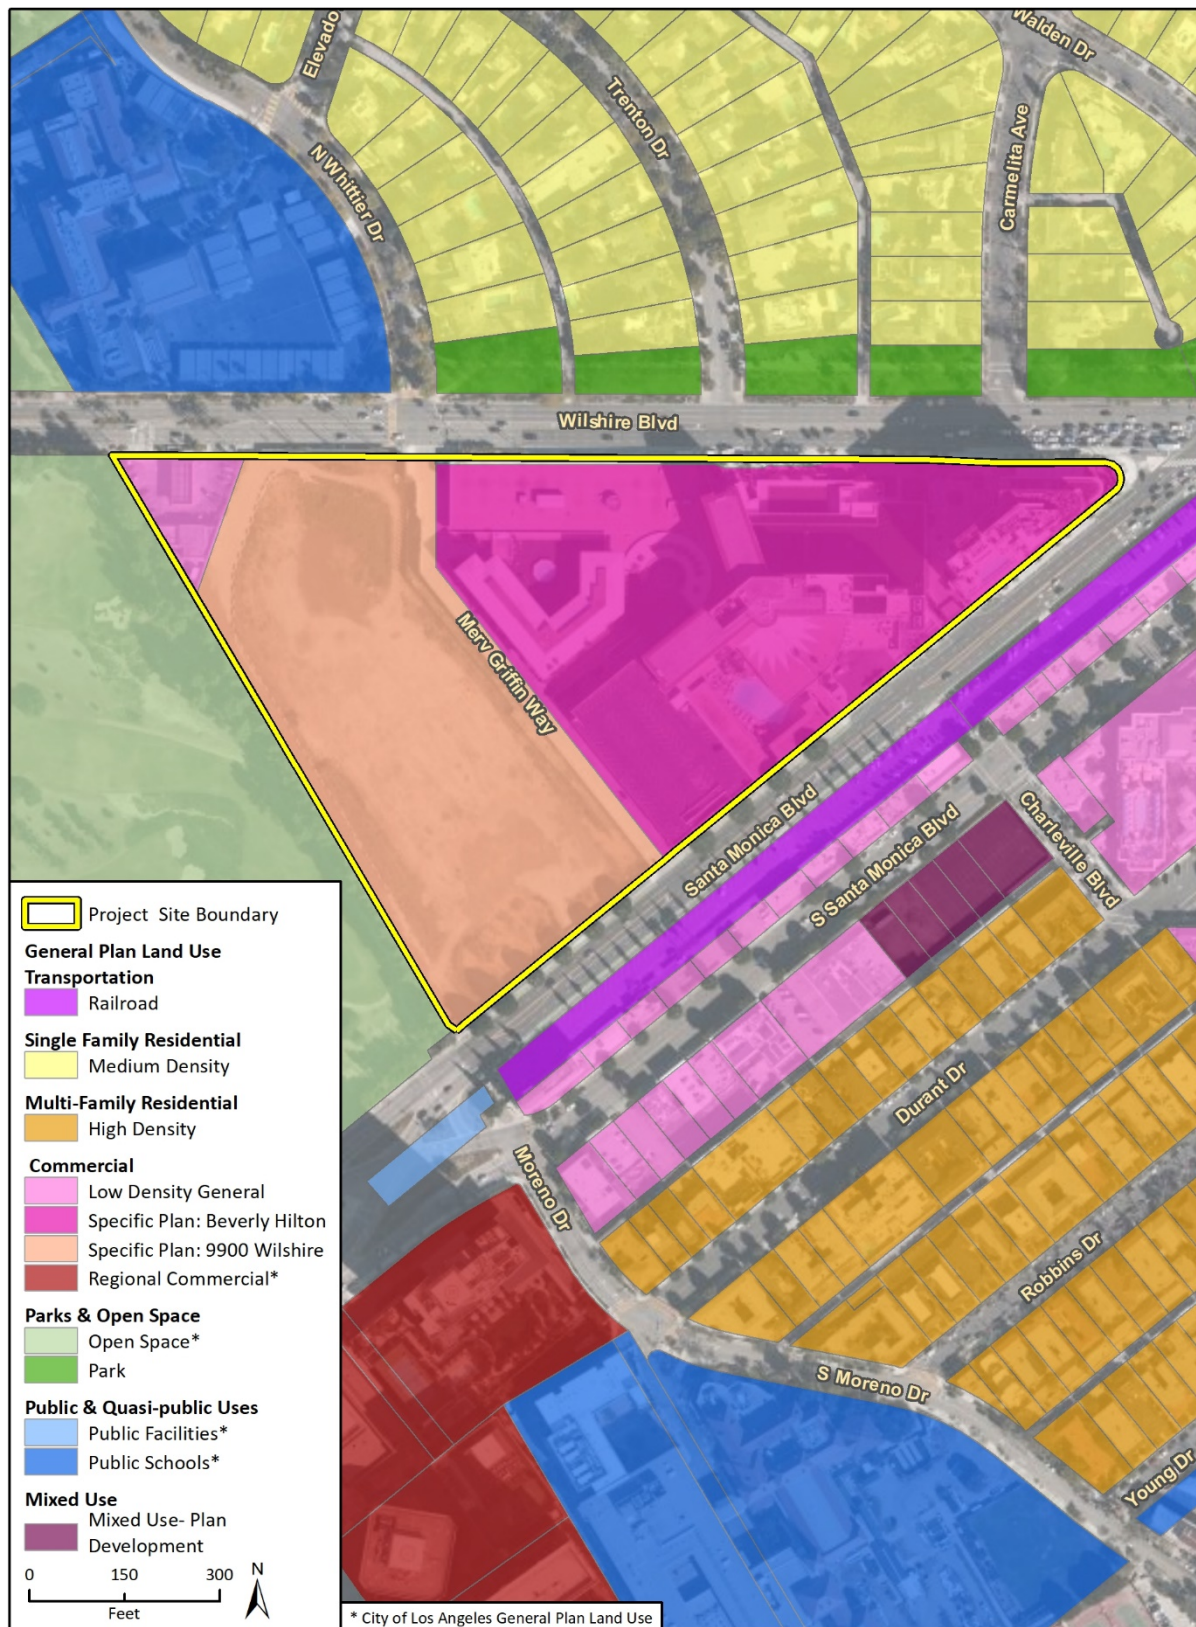 Elevado
Walden Dr
Trenton Dr
N Whittier Dr
Carmelita Ave
Wilshire Blvd
Merv Griffin Way
Santa Monica Blvd
S Santa Monica Blvd
Charleville Blvd
Durant Dr
Moreno Dr
Robbins Dr
S Moreno Dr
Young Dr
Project Site Boundary
General Plan Land Use
Transportation
Railroad
Single Family Residential
Medium Density
Multi-Family Residential
High Density
Commercial
Low Density General
Specific Plan: Beverly Hilton
Specific Plan: 9900 Wilshire
Regional Commercial*
Parks & Open Space
Open Space*
Park
Public & Quasi-public Uses
Public Facilities*
Public Schools*
Mixed Use
Mixed Use- Plan
Development
0 150 300
Feet
N
* City of Los Angeles General Plan Land Use